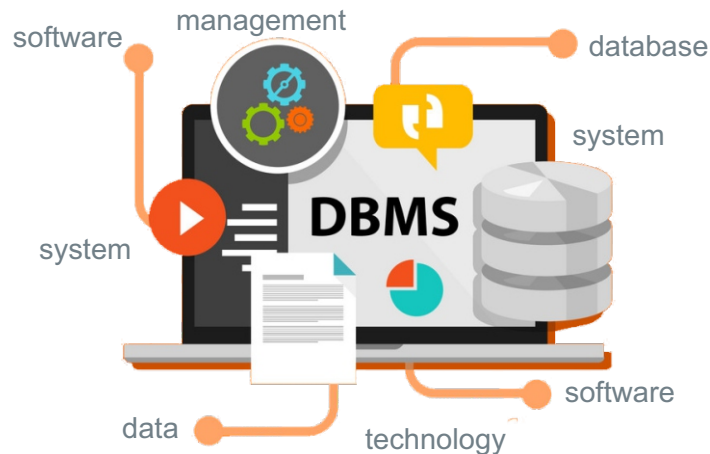 management
software
database
system
DBMS
system
software
data
technology